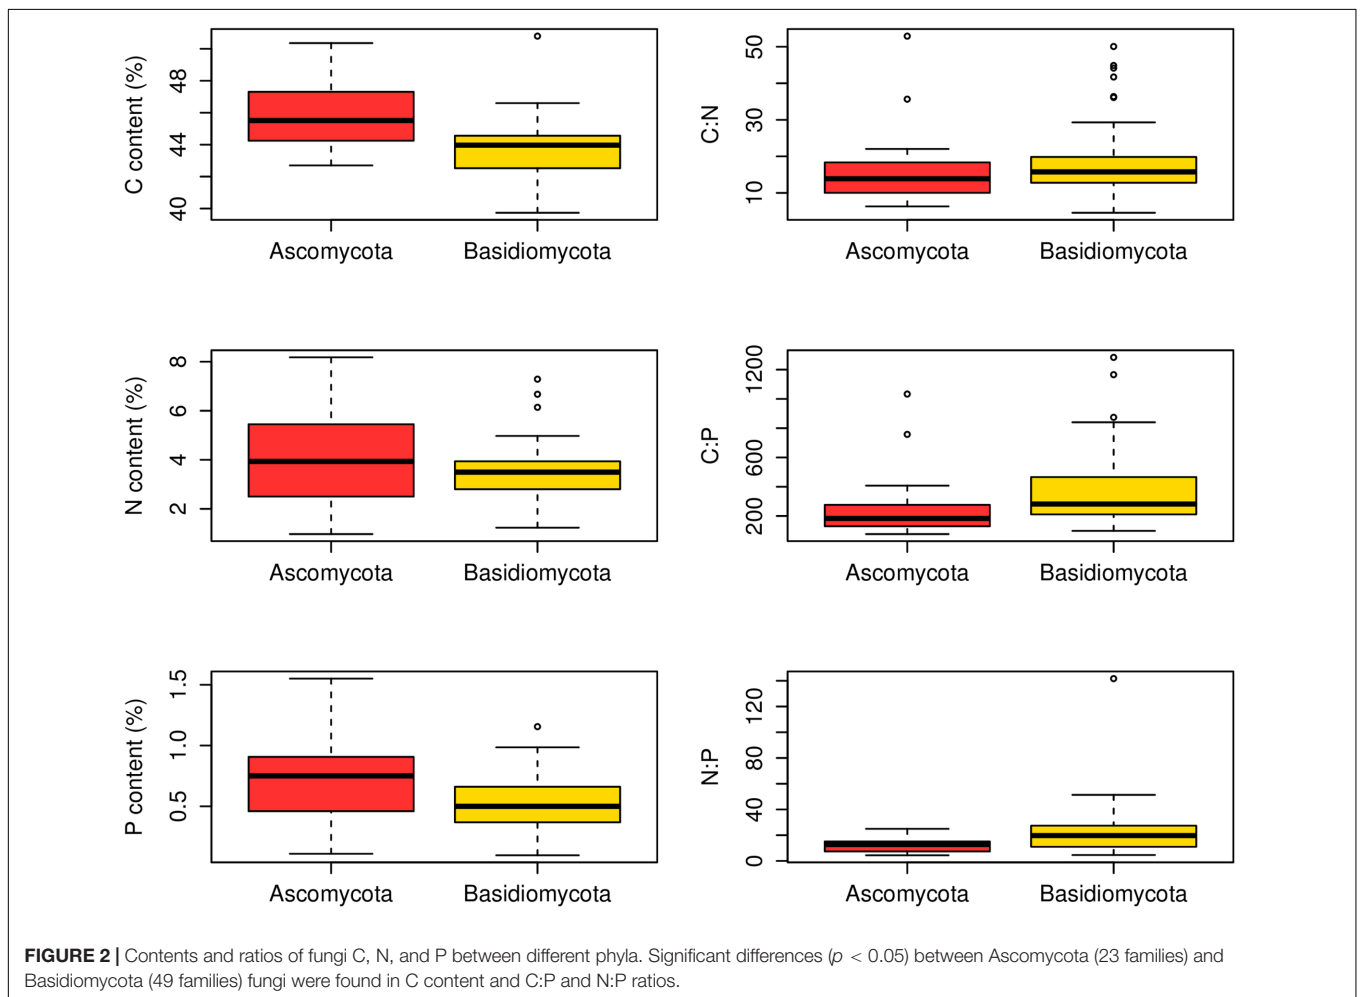 C content (%)
40
44
48
Ascomycota
Basidiomycota
C:N
10
30
50
Ascomycota
Basidiomycota
N content (%)
2
4
6
8
Ascomycota
Basidiomycota
C:P
200
600
1200
Ascomycota
Basidiomycota
P content (%)
0.5
1.0
1.5
Ascomycota
Basidiomycota
N:P
0
40
80
120
Ascomycota
Basidiomycota
FIGURE 2 | Contents and ratios of fungi C, N, and P between different phyla. Significant differences (p < 0.05) between Ascomycota (23 families) and
Basidiomycota (49 families) fungi were found in C content and C:P and N:P ratios.